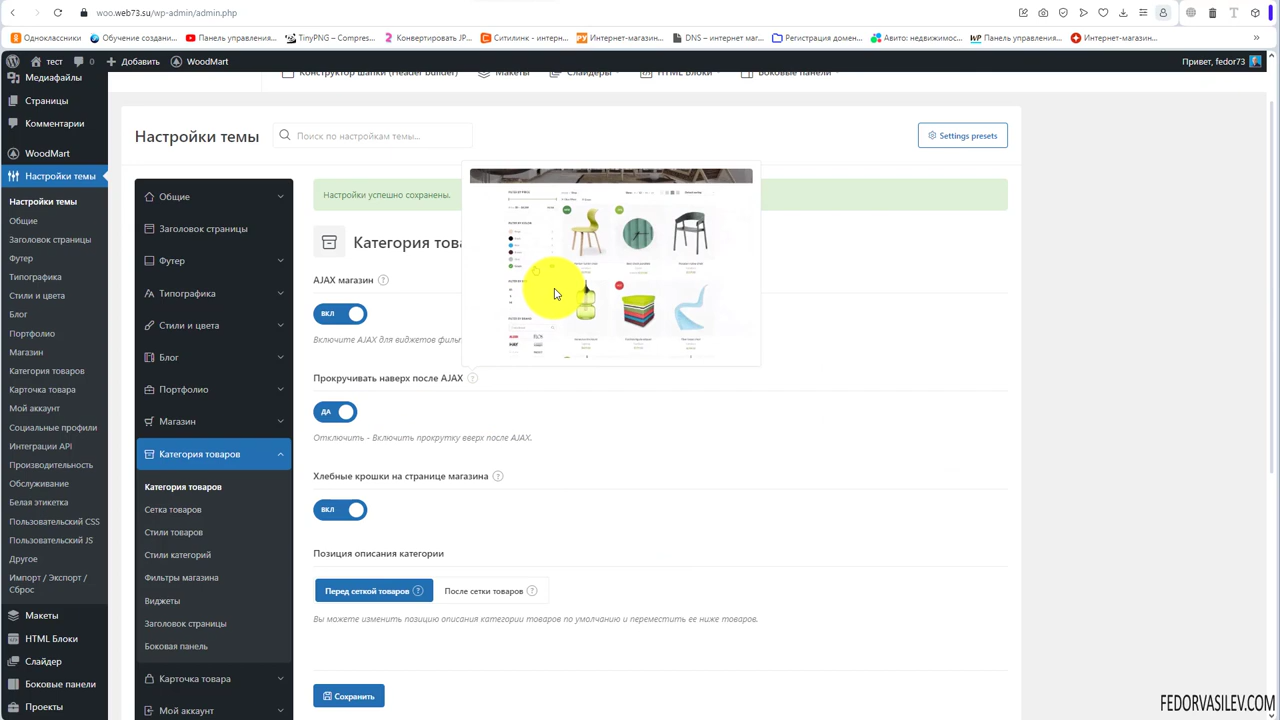 woo.web73.su/wp-admin/admin.php
Одноклассники
Обучение создани...
Панель управления...
TinyPNG – Compres...
Конвертировать JP...
Ситилинк - интерн...
Интернет-магазин...
DNS – интернет маг...
Регистрация домен...
Авито: недвижимос...
Панель управления...
Интернет-магазин...
тест
0
Добавить
WoodMart
Привет, fedor73
Медиафайлы
Страницы
Комментарии
WoodMart
Настройки темы
Настройки темы
Общие
Заголовок страницы
Футер
Типографика
Стили и цвета
Блог
Портфолио
Магазин
Категория товаров
Карточка товара
Мой аккаунт
Социальные профили
Интеграции API
Производительность
Обслуживание
Белая этикетка
Пользовательский CSS
Пользовательский JS
Другое
Импорт / Экспорт /
Сброс
Макеты
HTML Блоки
Слайдер
Боковые панели
Проекты
Конструктор шапки (Header builder)
Макеты
Слайдеры
HTML Блоки
Боковые панели
Настройки темы
Поиск по настройкам темы...
Settings presets
Общие
Заголовок страницы
Футер
Типографика
Стили и цвета
Блог
Портфолио
Магазин
Категория товаров
Категория товаров
Сетка товаров
Стили товаров
Стили категорий
Фильтры магазина
Виджеты
Заголовок страницы
Боковая панель
Карточка товара
Мой аккаунт
Настройки успешно сохранены.
Категория това
AJAX магазин
ВКЛ
Включите AJAX для виджетов фильт
Прокручивать наверх после AJAX
ДА
Отключить - Включить прокрутку вверх после AJAX.
Хлебные крошки на странице магазина
ВКЛ
Позиция описания категории
Перед сеткой товаров
После сетки товаров
Вы можете изменить позицию описания категории товаров по умолчанию и переместить ее ниже товаров.
Сохранить
FEDORVASILEV.COM